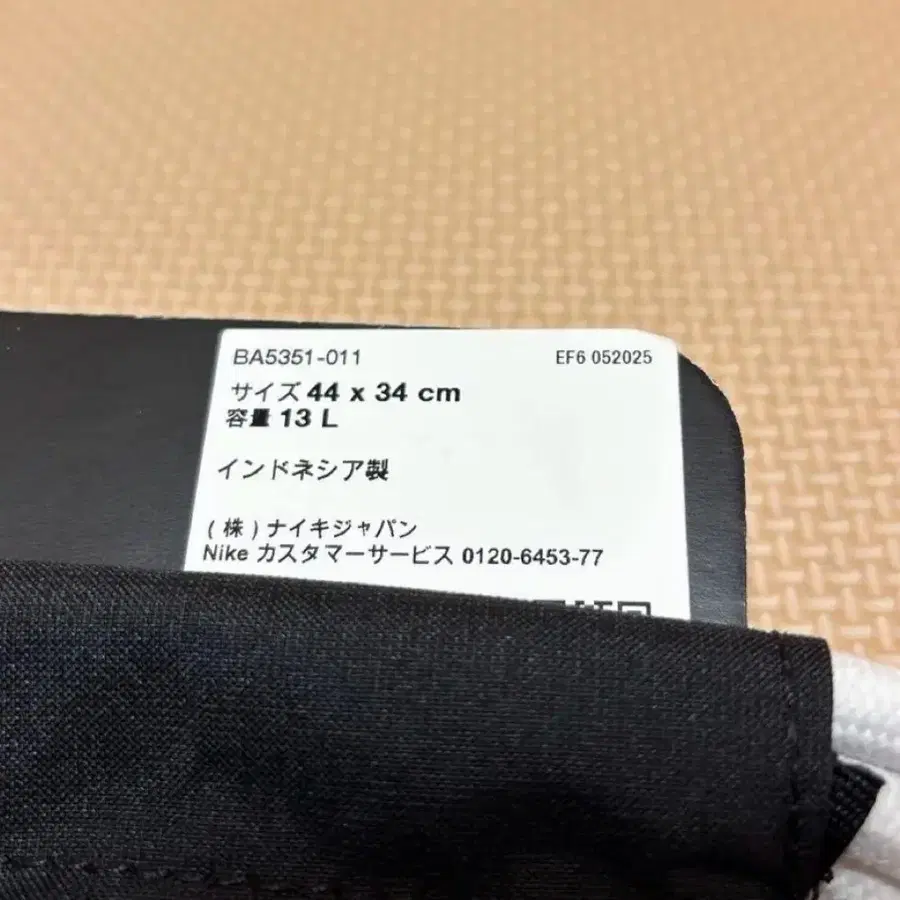 BA5351-011 EF6 052025
サイズ 44 x 34 cm
容量 13 L
インドネシア製
(株)ナイキジャパン
Nike カスタマーサービス 0120-6453-77